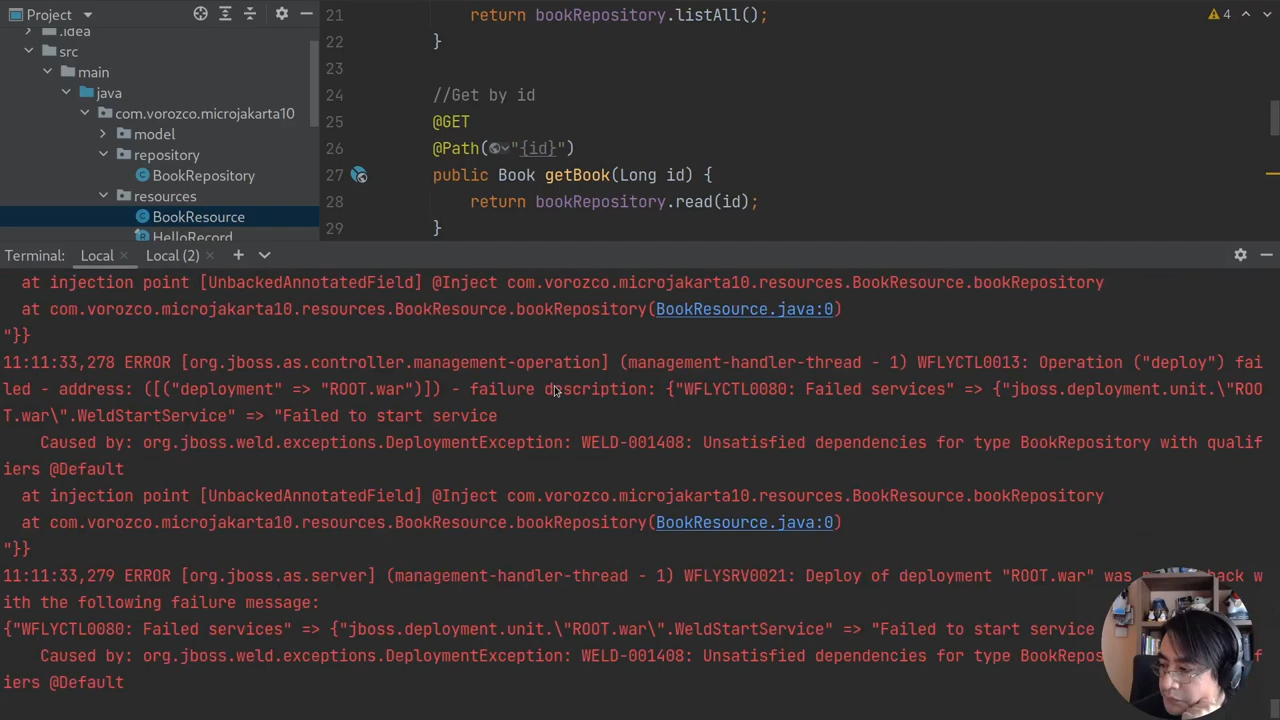 Project
.idea
src
main
java
com.vorozco.microjakarta10
model
repository
BookRepository
resources
BookResource
HelloRecord
21 return bookRepository.listAll();
22 }
23
24 //Get by id
25 @GET
26 @Path("{id}")
27 public Book getBook(Long id) {
28 return bookRepository.read(id);
29 }
4
Terminal: Local Local (2)
at injection point [UnbackedAnnotatedField] @Inject com.vorozco.microjakarta10.resources.BookResource.bookRepository
at com.vorozco.microjakarta10.resources.BookResource.bookRepository(BookResource.java:0)
"}}
11:11:33,278 ERROR [org.jboss.as.controller.management-operation] (management-handler-thread - 1) WFLYCTL0013: Operation ("deploy") fai
led - address: ([("deployment" => "ROOT.war")]) - failure description: {"WFLYCTL0080: Failed services" => {"jboss.deployment.unit.\"ROO
T.war\".WeldStartService" => "Failed to start service
Caused by: org.jboss.weld.exceptions.DeploymentException: WELD-001408: Unsatisfied dependencies for type BookRepository with qualif
iers @Default
at injection point [UnbackedAnnotatedField] @Inject com.vorozco.microjakarta10.resources.BookResource.bookRepository
at com.vorozco.microjakarta10.resources.BookResource.bookRepository(BookResource.java:0)
"}}
11:11:33,279 ERROR [org.jboss.as.server] (management-handler-thread - 1) WFLYSRV0021: Deploy of deployment "ROOT.war" was w
ith the following failure message:
{"WFLYCTL0080: Failed services" => {"jboss.deployment.unit.\"ROOT.war\".WeldStartService" => "Failed to start service
Caused by: org.jboss.weld.exceptions.DeploymentException: WELD-001408: Unsatisfied dependencies for type
iers @Default